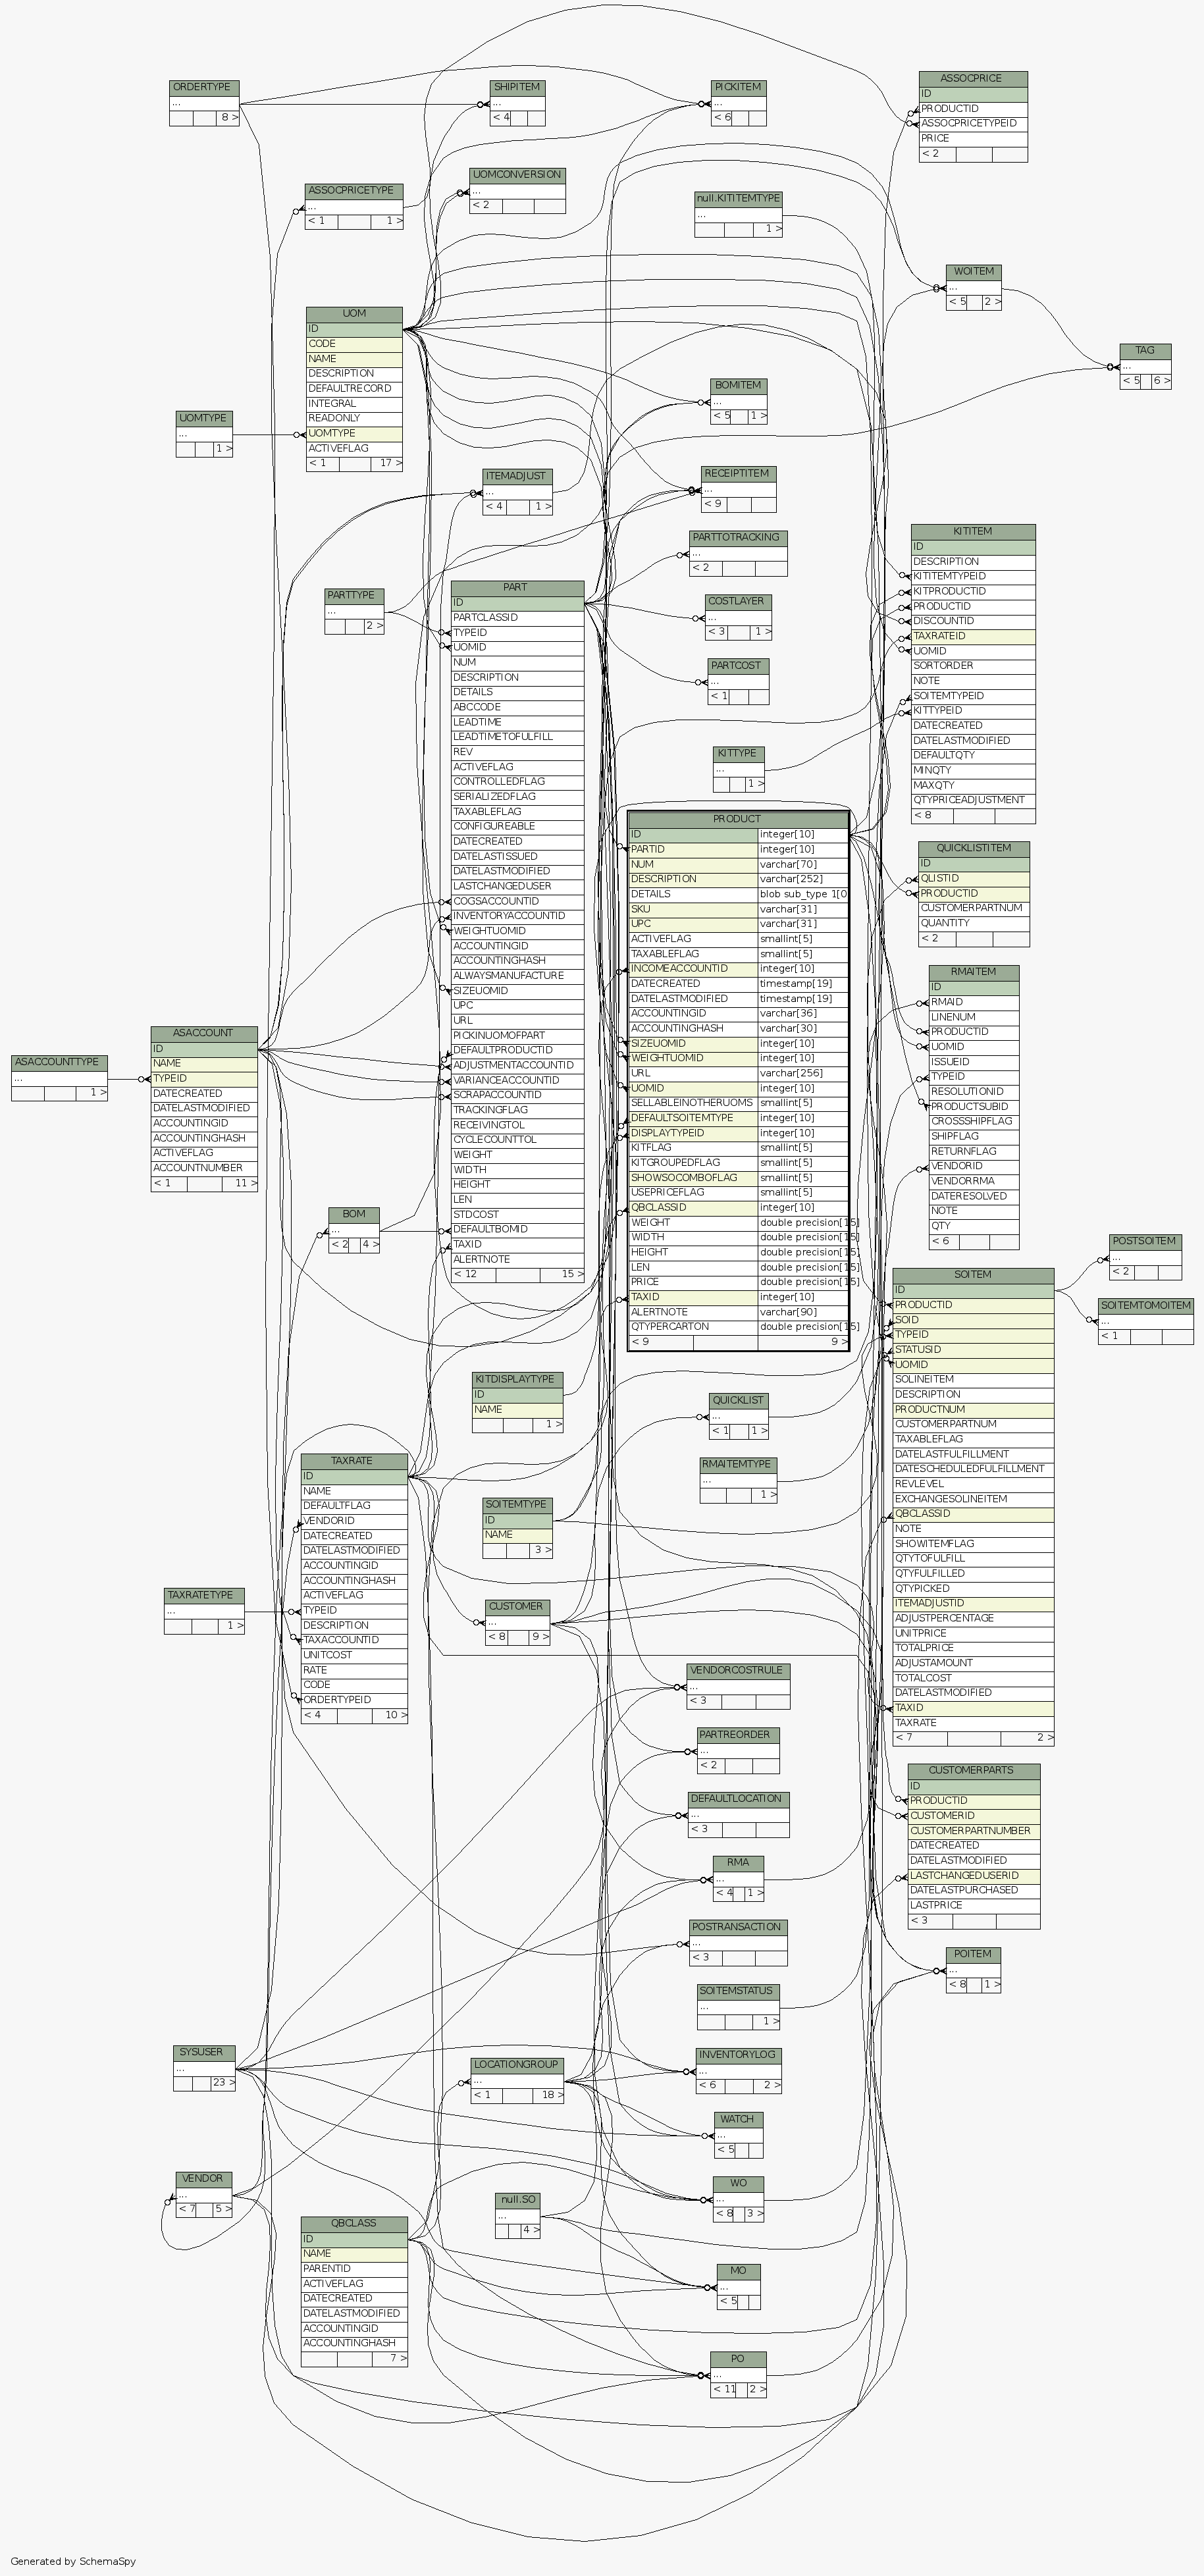 ORDERTYPE
...
8 >
SHIPITEM
...
< 4
PICKITEM
...
< 6
ASSOCPRICE
ID
PRODUCTID
ASSOCPRICETYPEID
PRICE
< 2
ASSOCPRICETYPE
...
< 1 1 >
UOMCONVERSION
...
< 2
null.KITITEMTYPE
...
1 >
WOITEM
...
< 5 2 >
TAG
...
< 5 6 >
UOM
ID
CODE
NAME
DESCRIPTION
DEFAULTRECORD
INTEGRAL
READONLY
UOMTYPE
ACTIVEFLAG
< 1 17 >
UOMTYPE
...
1 >
BOMITEM
...
< 5 1 >
ITEMADJUST
...
< 4 1 >
RECEIPTITEM
...
< 9
PARTTOTRACKING
...
< 2
COSTLAYER
...
< 3 1 >
PARTCOST
...
< 1
KITTYPE
...
1 >
PARTTYPE
...
2 >
PART
ID
PARTCLASSID
TYPEID
UOMID
NUM
DESCRIPTION
DETAILS
ABCCODE
LEADTIME
LEADTIMETOFULFILL
REV
ACTIVEFLAG
CONTROLLEDFLAG
SERIALIZEDFLAG
TAXABLEFLAG
CONFIGUREABLE
DATECREATED
DATELASTISSUED
DATELASTMODIFIED
LASTCHANGEDUSER
COGSACCOUNTID
INVENTORYACCOUNTID
WEIGHTUOMID
ACCOUNTINGID
ACCOUNTINGHASH
ALWAYSMANUFACTURE
SIZEUOMID
UPC
URL
PICKINUOMOFPART
DEFAULTPRODUCTID
ADJUSTMENTACCOUNTID
VARIANCEACCOUNTID
SCRAPACCOUNTID
TRACKINGFLAG
RECEIVINGTOL
CYCLECOUNTTOL
WEIGHT
WIDTH
HEIGHT
LEN
STDCOST
DEFAULTBOMID
TAXID
ALERTNOTE
< 12 15 >
KITITEM
ID
DESCRIPTION
KITITEMTYPEID
KITPRODUCTID
PRODUCTID
DISCOUNTID
TAXRATEID
UOMID
SORTORDER
NOTE
SOITEMTYPEID
KITTYPEID
DATECREATED
DATELASTMODIFIED
DEFAULTQTY
MINQTY
MAXQTY
QTYPRICEADJUSTMENT
< 8
PRODUCT
ID integer[10]
PARTID integer[10]
NUM varchar[70]
DESCRIPTION varchar[252]
DETAILS blob sub_type 1[0
SKU varchar[31]
UPC varchar[31]
ACTIVEFLAG smallint[5]
TAXABLEFLAG smallint[5]
INCOMEACCOUNTID integer[10]
DATECREATED timestamp[19]
DATELASTMODIFIED timestamp[19]
ACCOUNTINGID varchar[36]
ACCOUNTINGHASH varchar[30]
SIZEUOMID integer[10]
WEIGHTUOMID integer[10]
URL varchar[256]
UOMID integer[10]
SELLABLEINOTHERUOMS smallint[5]
DEFAULTSOITEMTYPE integer[10]
DISPLAYTYPEID integer[10]
KITFLAG smallint[5]
KITGROUPEDFLAG smallint[5]
SHOWSOCOMBOFLAG smallint[5]
USEPRICEFLAG smallint[5]
QBCLASSID integer[10]
WEIGHT double precision[15]
WIDTH double precision[15]
HEIGHT double precision[15]
LEN double precision[15]
PRICE double precision[15]
TAXID integer[10]
ALERTNOTE varchar[90]
QTYPERCARTON double precision[15]
< 9 9 >
QUICKLISTITEM
ID
QLISTID
PRODUCTID
CUSTOMERPARTNUM
QUANTITY
< 2
RMAITEM
ID
RMAID
LINENUM
PRODUCTID
UOMID
ISSUEID
TYPEID
RESOLUTIONID
PRODUCTSUBID
CROSSSHIPFLAG
SHIPFLAG
RETURNFLAG
VENDORID
VENDORRMA
DATERESOLVED
NOTE
QTY
< 6
ASACCOUNTTYPE
...
1 >
ASACCOUNT
ID
NAME
TYPEID
DATECREATED
DATELASTMODIFIED
ACCOUNTINGID
ACCOUNTINGHASH
ACTIVEFLAG
ACCOUNTNUMBER
< 1 11 >
BOM
...
< 2 4 >
POSTSOITEM
...
< 2
SOITEMTOMOITEM
...
< 1
SOITEM
ID
PRODUCTID
SOID
TYPEID
STATUSID
UOMID
SOLINEITEM
DESCRIPTION
PRODUCTNUM
CUSTOMERPARTNUM
TAXABLEFLAG
DATELASTFULFILLMENT
DATESCHEDULEDFULFILLMENT
REVLEVEL
EXCHANGESOLINEITEM
QBCLASSID
NOTE
SHOWITEMFLAG
QTYTOFULFILL
QTYFULFILLED
QTYPICKED
ITEMADJUSTID
ADJUSTPERCENTAGE
UNITPRICE
TOTALPRICE
ADJUSTAMOUNT
TOTALCOST
DATELASTMODIFIED
TAXID
TAXRATE
< 7 2 >
KITDISPLAYTYPE
ID
NAME
1 >
QUICKLIST
...
< 1 1 >
RMAITEMTYPE
...
1 >
TAXRATE
ID
NAME
DEFAULTFLAG
VENDORID
DATECREATED
DATELASTMODIFIED
ACCOUNTINGID
ACCOUNTINGHASH
ACTIVEFLAG
TYPEID
DESCRIPTION
TAXACCOUNTID
UNITCOST
RATE
CODE
ORDERTYPEID
< 4 10 >
TAXRATETYPE
...
1 >
SOITEMTYPE
ID
NAME
3 >
CUSTOMER
...
< 8 9 >
VENDORCOSTRULE
...
< 3
PARTREORDER
...
< 2
DEFAULTLOCATION
...
< 3
RMA
...
< 4 1 >
POSTRANSACTION
...
< 3
SOITEMSTATUS
...
1 >
CUSTOMERPARTS
ID
PRODUCTID
CUSTOMERID
CUSTOMERPARTNUMBER
DATECREATED
DATELASTMODIFIED
LASTCHANGEDUSERID
DATELASTPURCHASED
LASTPRICE
< 3
POITEM
...
< 8 1 >
SYSUSER
...
23 >
LOCATIONGROUP
...
< 1 18 >
INVENTORYLOG
...
< 6 2 >
WATCH
...
< 5
VENDOR
...
< 7 5 >
WO
...
< 8 3 >
null.SO
...
4 >
QBCLASS
ID
NAME
PARENTID
ACTIVEFLAG
DATECREATED
DATELASTMODIFIED
ACCOUNTINGID
ACCOUNTINGHASH
7 >
MO
...
< 5
PO
...
< 11 2 >
Generated by SchemaSpy